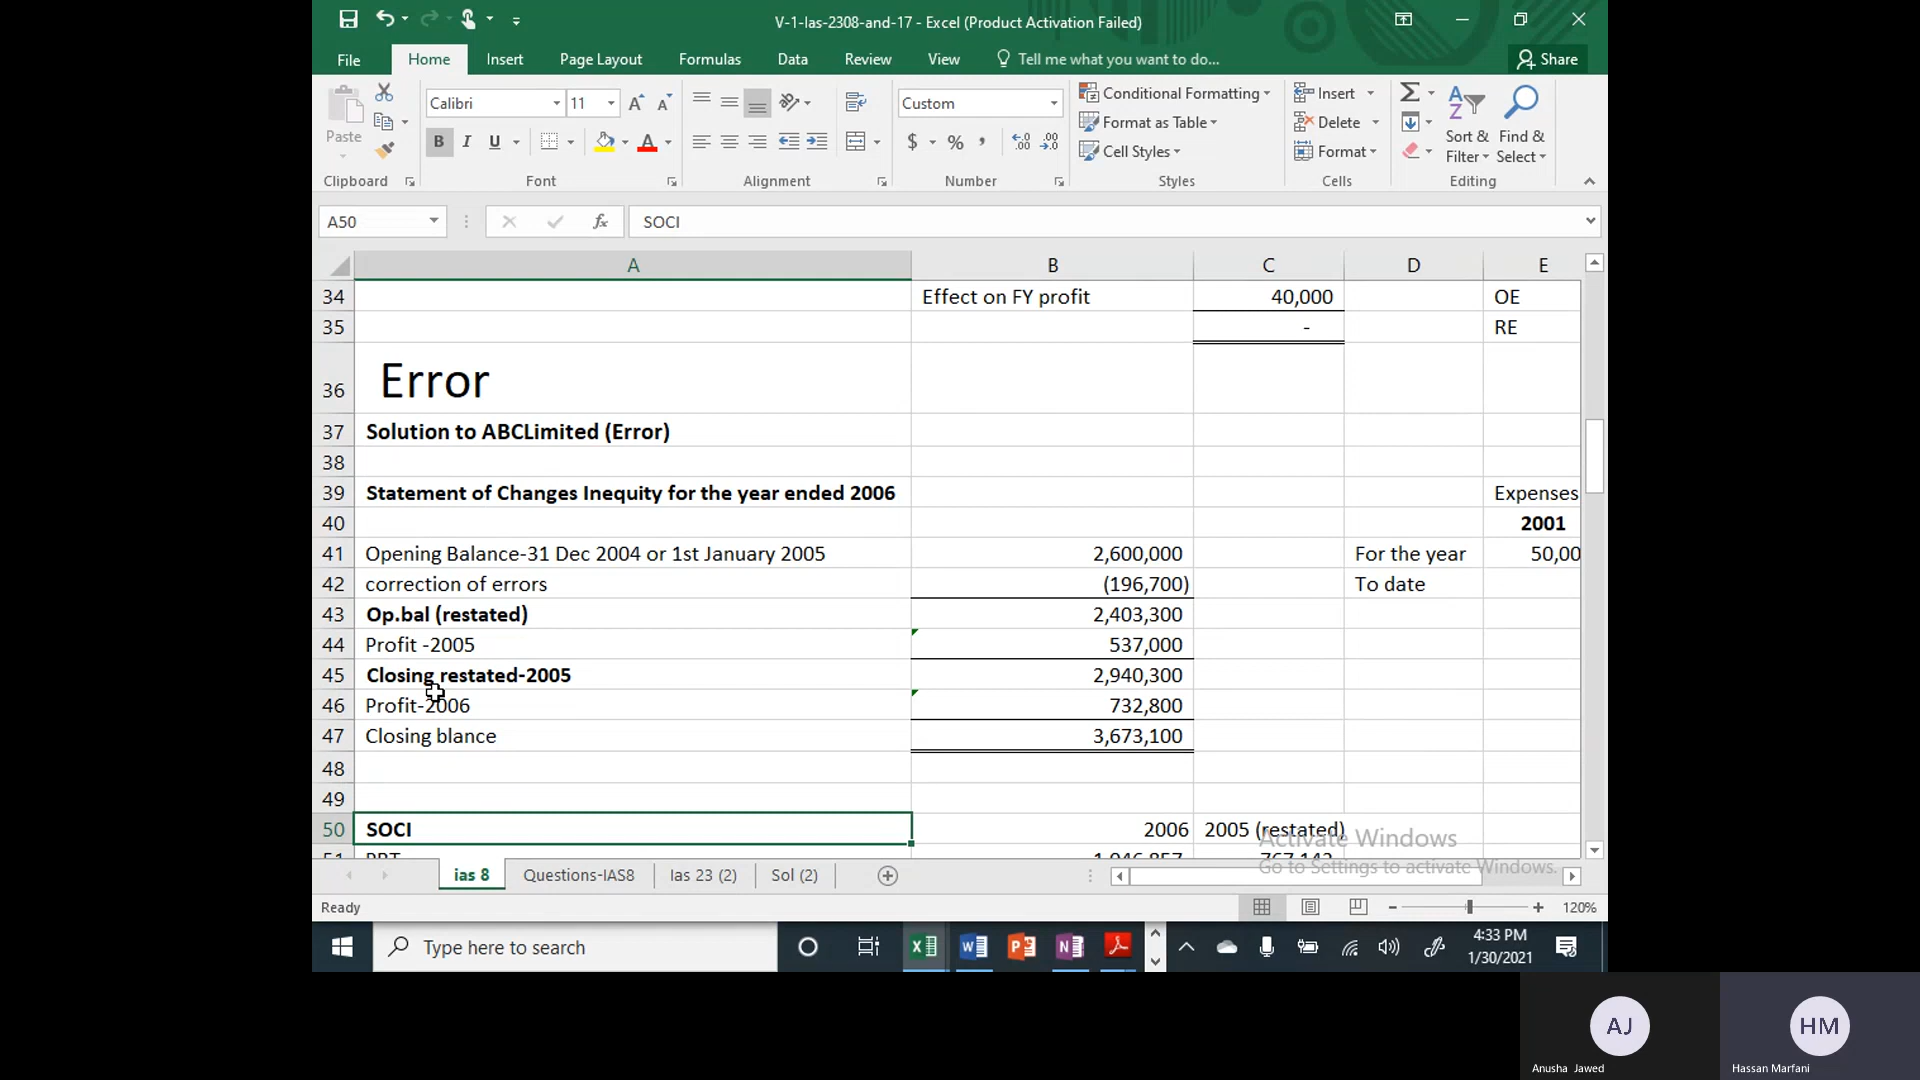 V-1-Ias-2308-and-17 - Excel (Product Activation Failed)
File Home Insert Page Layout Formulas Data Review View Tell me what you want to do... Share
Paste Calibri 11 Custom Conditional Formatting Insert
B I U $ % Format as Table Delete Sort & Find &
Cell Styles Format Filter Select
Clipboard Font Alignment Number Styles Cells Editing
A50 fx SOCI
A B C D E
34 Effect on FY profit 40,000 OE
35 - RE
36 Error
37 Solution to ABCLimited (Error)
38
39 Statement of Changes Inequity for the year ended 2006 Expenses
40 2001
41 Opening Balance-31 Dec 2004 or 1st January 2005 2,600,000 For the year 50,00
42 correction of errors (196,700) To date
43 Op.bal (restated) 2,403,300
44 Profit -2005 537,000
45 Closing restated-2005 2,940,300
46 Profit-2006 732,800
47 Closing blance 3,673,100
48
49
50 SOCI 2006 2005 (restated)
Activate Windows
Go to Settings to activate Windows.
ias 8 Questions-IAS8 Ias 23 (2) Sol (2)
Ready 120%
Type here to search 4:33 PM
1/30/2021
AJ HM
Anusha Jawed Hassan Marfani